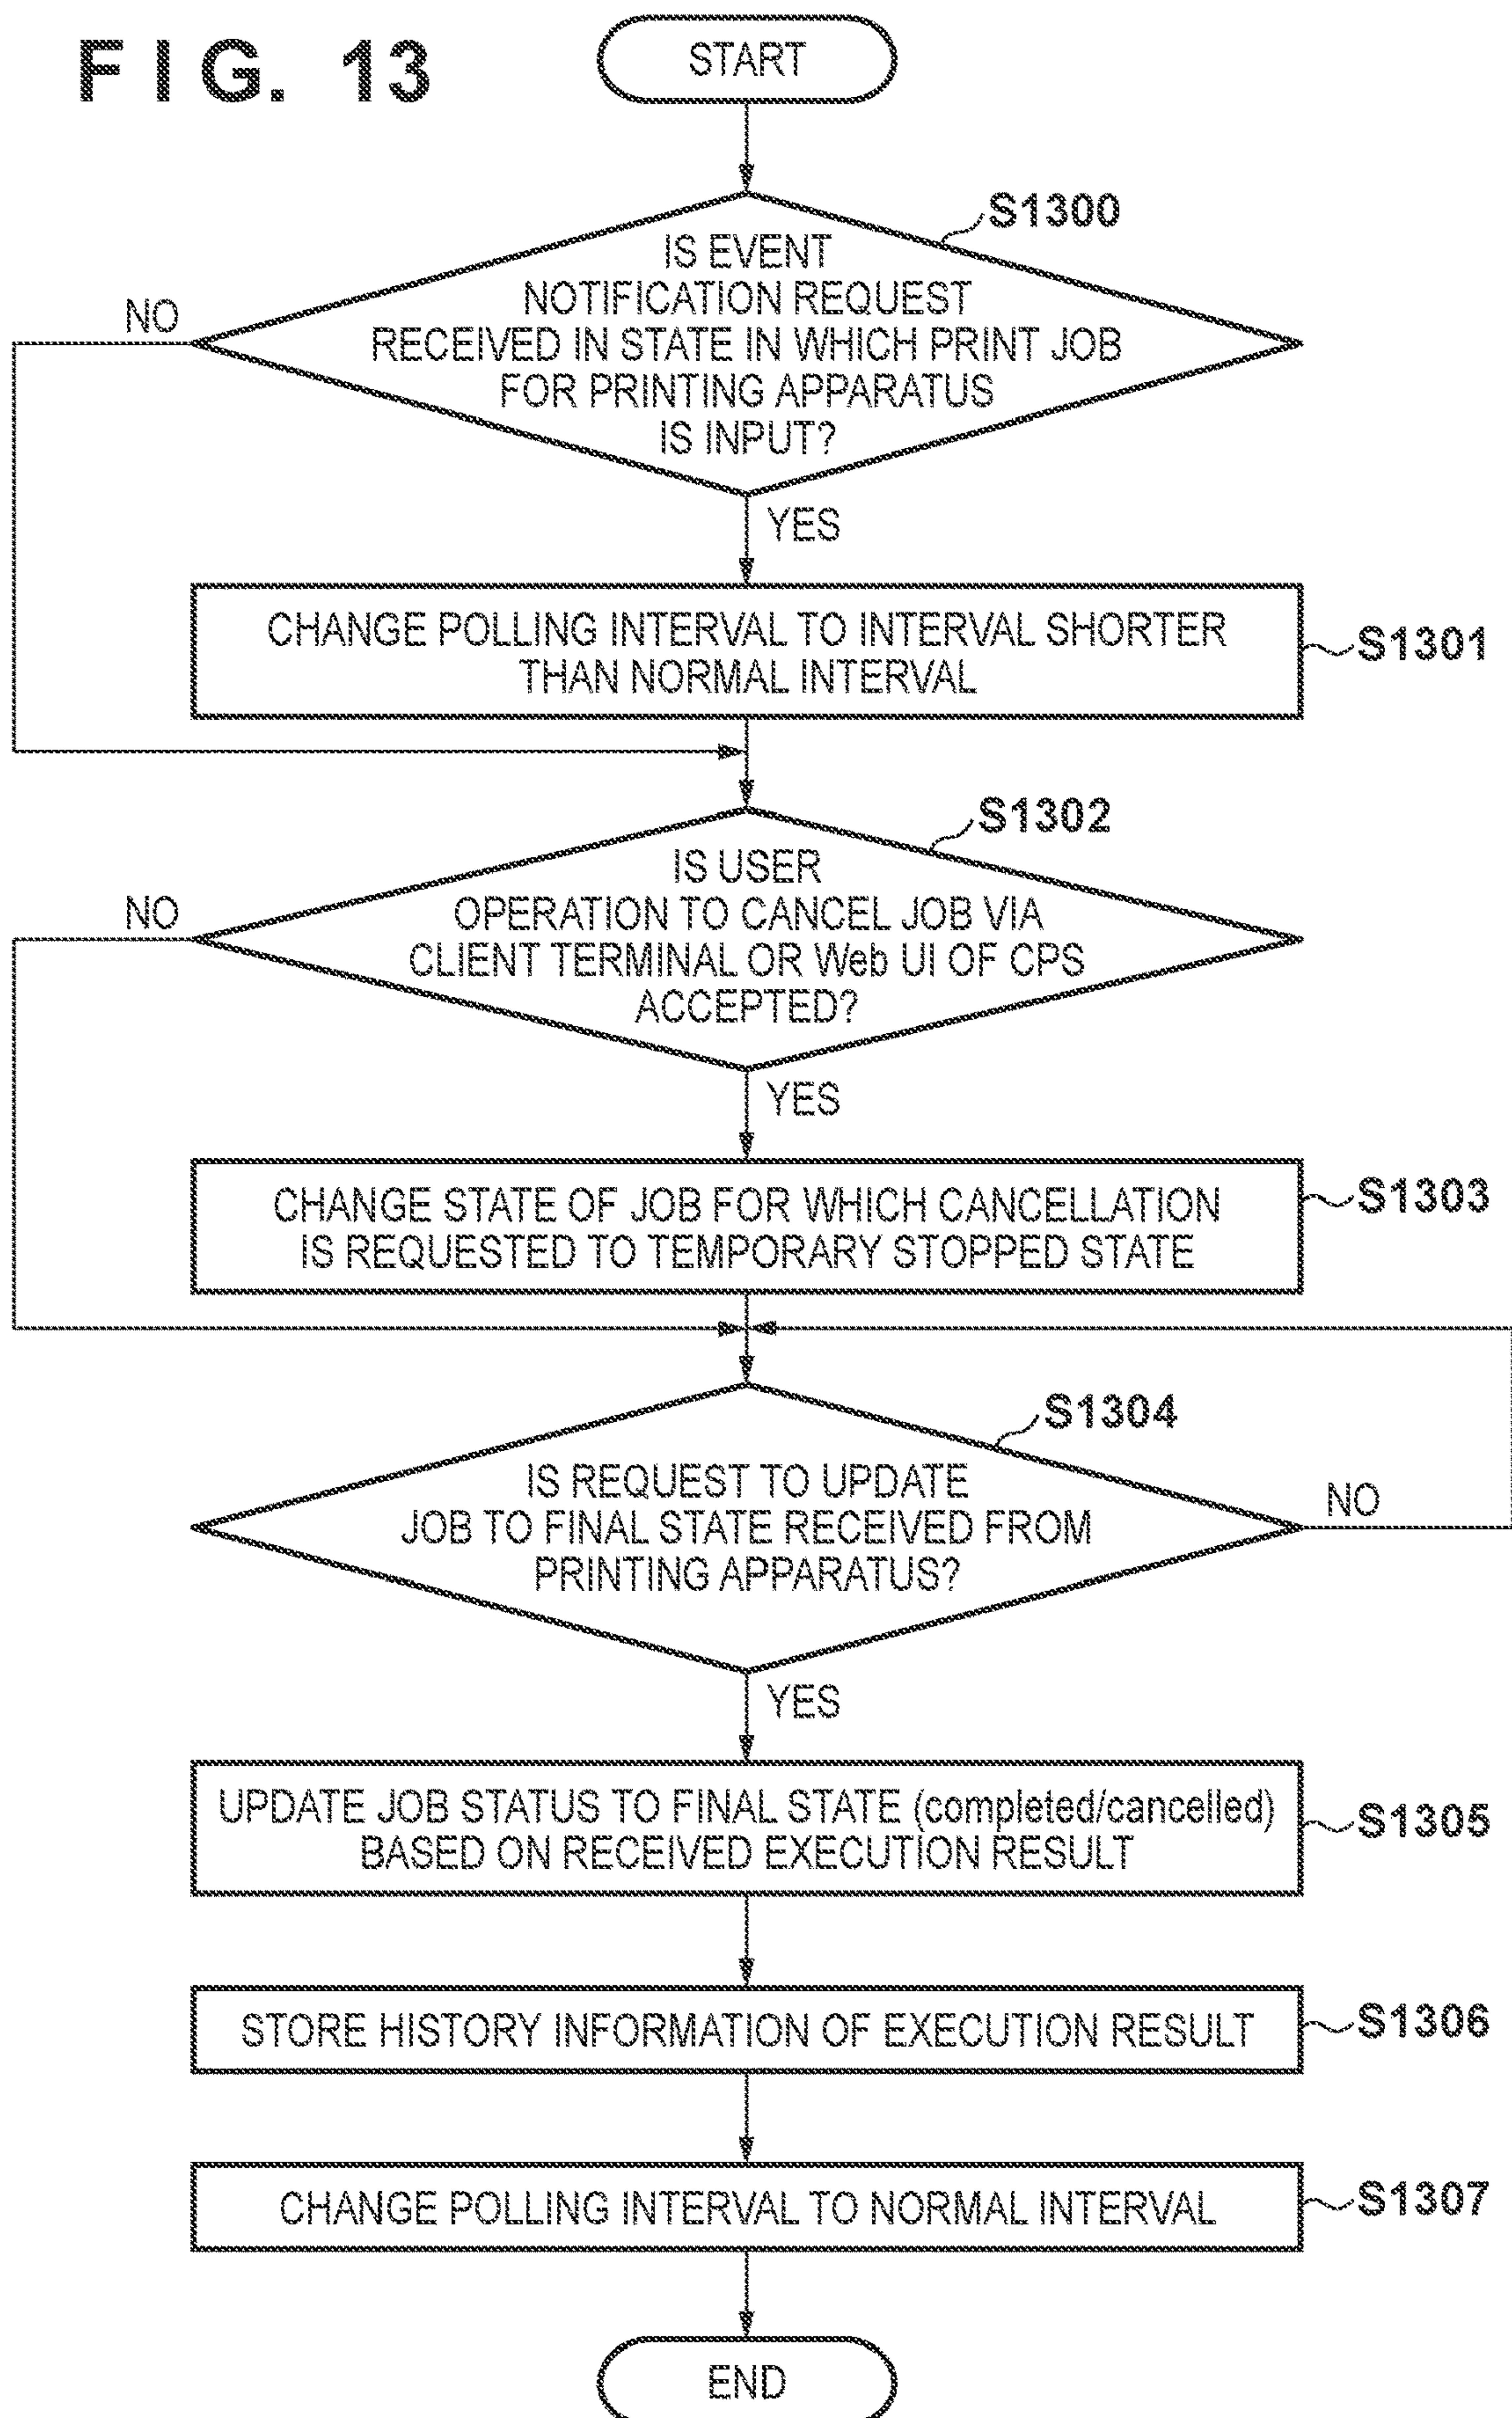 FIG. 13
START
S1300
IS EVENT
NOTIFICATION REQUEST
RECEIVED IN STATE IN WHICH PRINT JOB
FOR PRINTING APPARATUS
IS INPUT?
NO
YES
CHANGE POLLING INTERVAL TO INTERVAL SHORTER
THAN NORMAL INTERVAL
S1301
S1302
IS USER
OPERATION TO CANCEL JOB VIA
CLIENT TERMINAL OR Web UI OF CPS
ACCEPTED?
NO
YES
CHANGE STATE OF JOB FOR WHICH CANCELLATION
IS REQUESTED TO TEMPORARY STOPPED STATE
S1303
S1304
IS REQUEST TO UPDATE
JOB TO FINAL STATE RECEIVED FROM
PRINTING APPARATUS?
NO
YES
UPDATE JOB STATUS TO FINAL STATE (completed/cancelled)
BASED ON RECEIVED EXECUTION RESULT
S1305
STORE HISTORY INFORMATION OF EXECUTION RESULT
S1306
CHANGE POLLING INTERVAL TO NORMAL INTERVAL
S1307
END